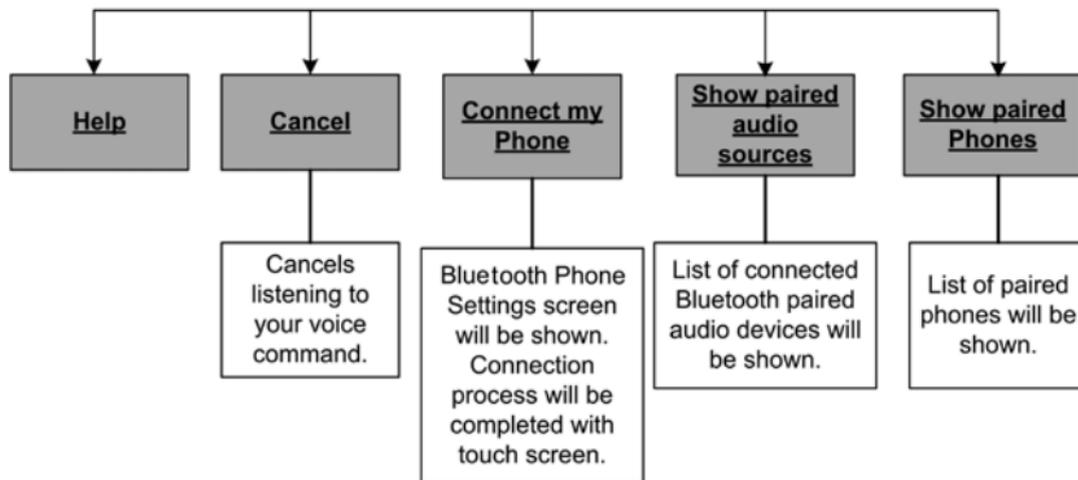 Help
Cancel
Connect my
Phone
Show paired
audio
sources
Show paired
Phones
Cancels
listening to
your voice
command.
Bluetooth Phone
Settings screen
will be shown.
Connection
process will be
completed with
touch screen.
List of connected
Bluetooth paired
audio devices will
be shown.
List of paired
phones will be
shown.